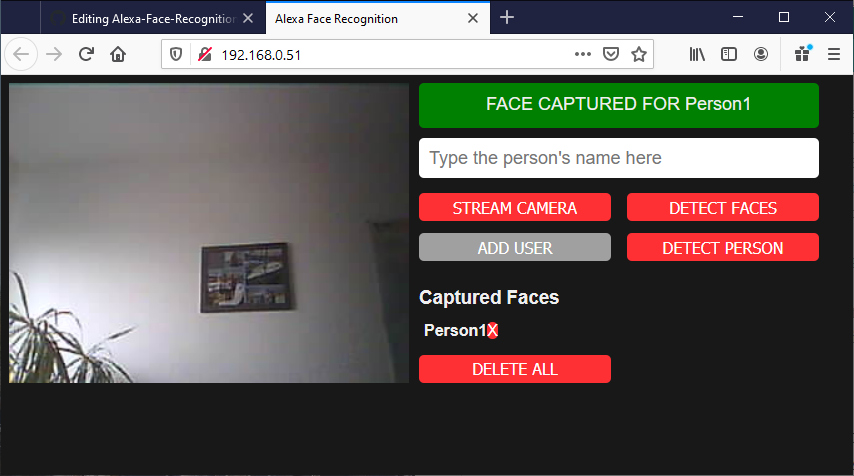 Editing Alexa-Face-Recognition
Alexa Face Recognition
192.168.0.51
FACE CAPTURED FOR Person1
Type the person's name here
STREAM CAMERA
DETECT FACES
ADD USER
DETECT PERSON
Captured Faces
Person1X
DELETE ALL